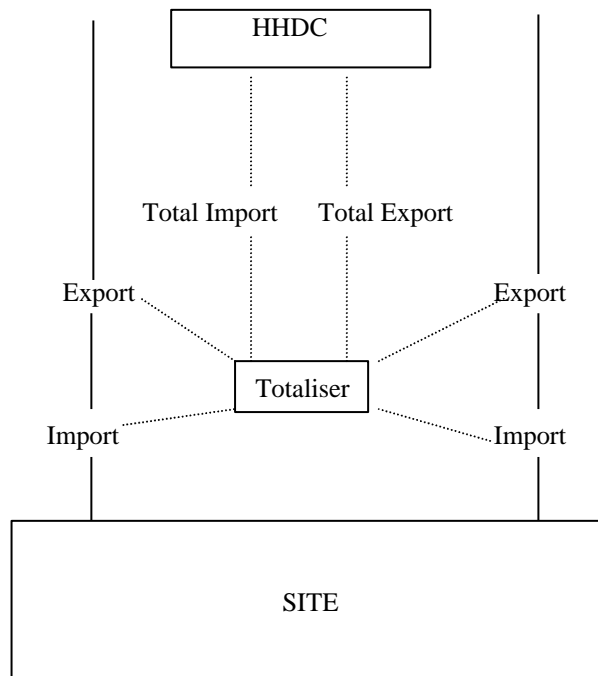 HHDC
Total Import
Total Export
Export
Export
Totaliser
Import
Import
SITE